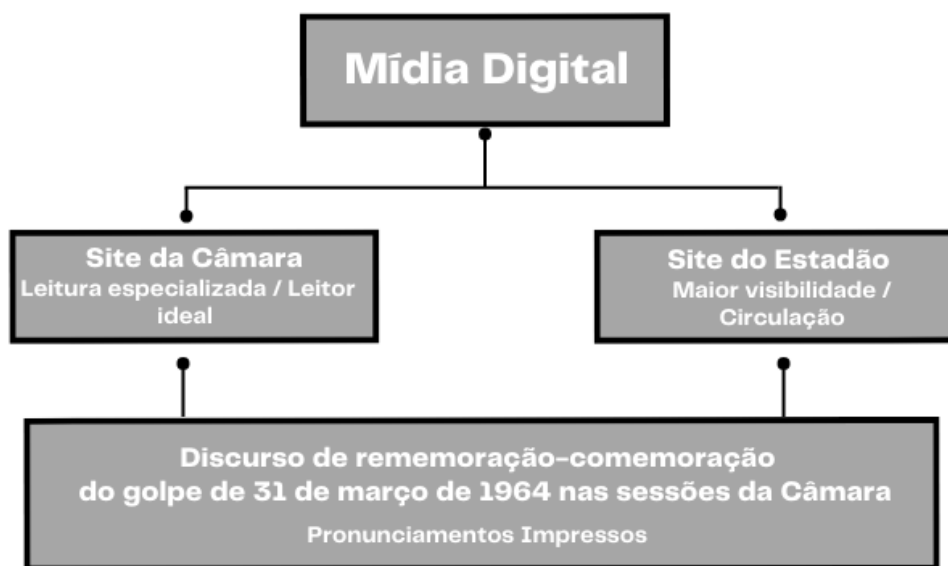 Mídia Digital
Site da Câmara
Leitura especializada / Leitor
ideal
Site do Estadão
Maior visibilidade /
Circulação
Discurso de rememoração-comemoração
do golpe de 31 de março de 1964 nas sessões da Câmara
Pronunciamentos Impressos